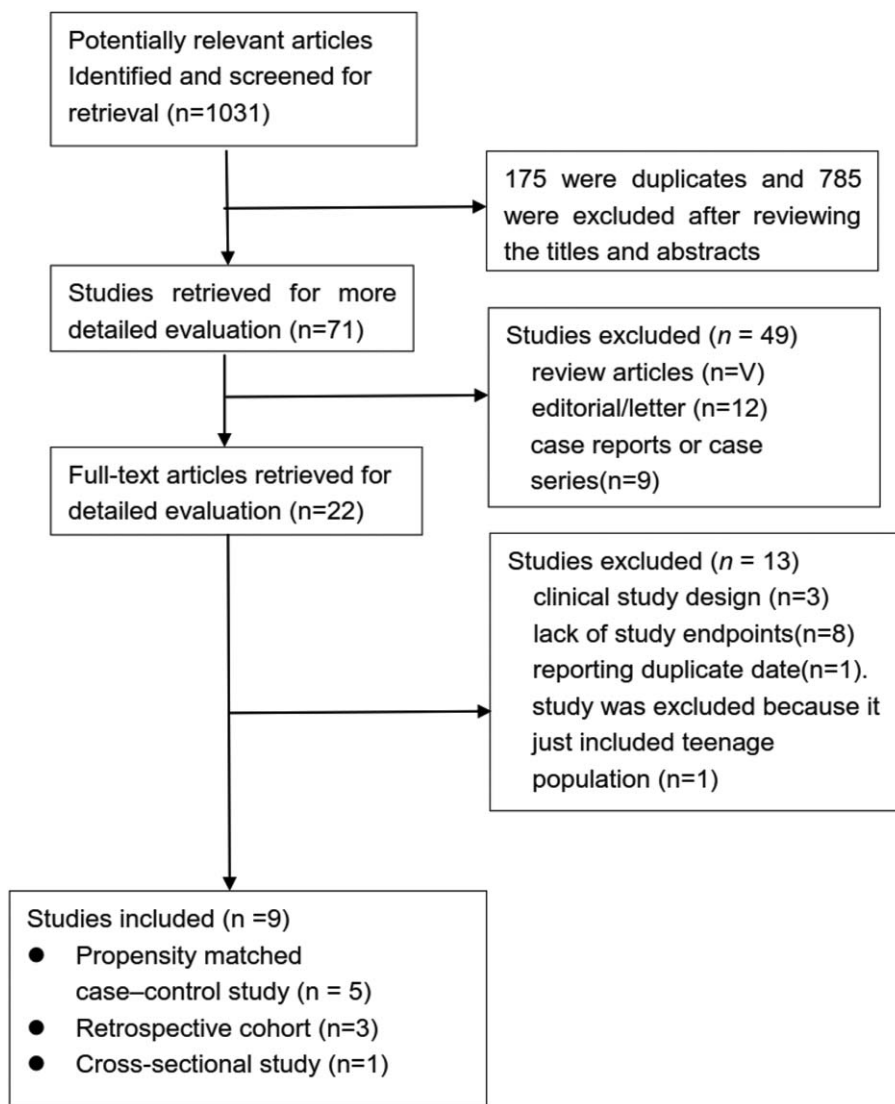 Potentially relevant articles
Identified and screened for
retrieval (n=1031)
175 were duplicates and 785
were excluded after reviewing
the titles and abstracts
Studies retrieved for more
detailed evaluation (n=71)
Studies excluded (n = 49)
review articles (n=V)
editorial/letter (n=12)
case reports or case
series(n=9)
Full-text articles retrieved for
detailed evaluation (n=22)
Studies excluded (n = 13)
clinical study design (n=3)
lack of study endpoints(n=8)
reporting duplicate date(n=1).
study was excluded because it
just included teenage
population (n=1)
Studies included (n =9)
● Propensity matched
case–control study (n = 5)
● Retrospective cohort (n=3)
● Cross-sectional study (n=1)